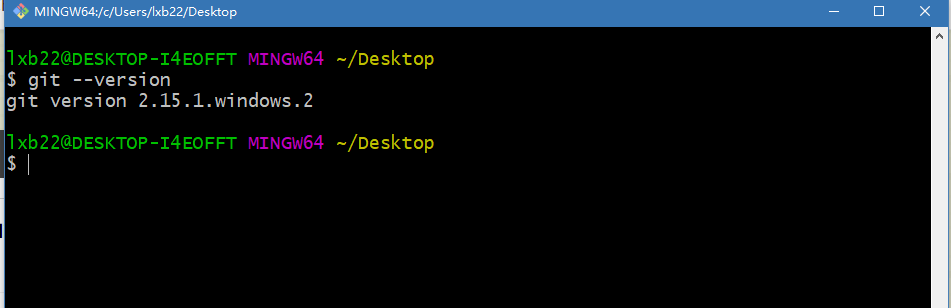 MINGW64:/c/Users/lxb22/Desktop
lxb22@DESKTOP-I4EOFFT MINGW64 ~/Desktop
$ git --version
git version 2.15.1.windows.2
lxb22@DESKTOP-I4EOFFT MINGW64 ~/Desktop
$